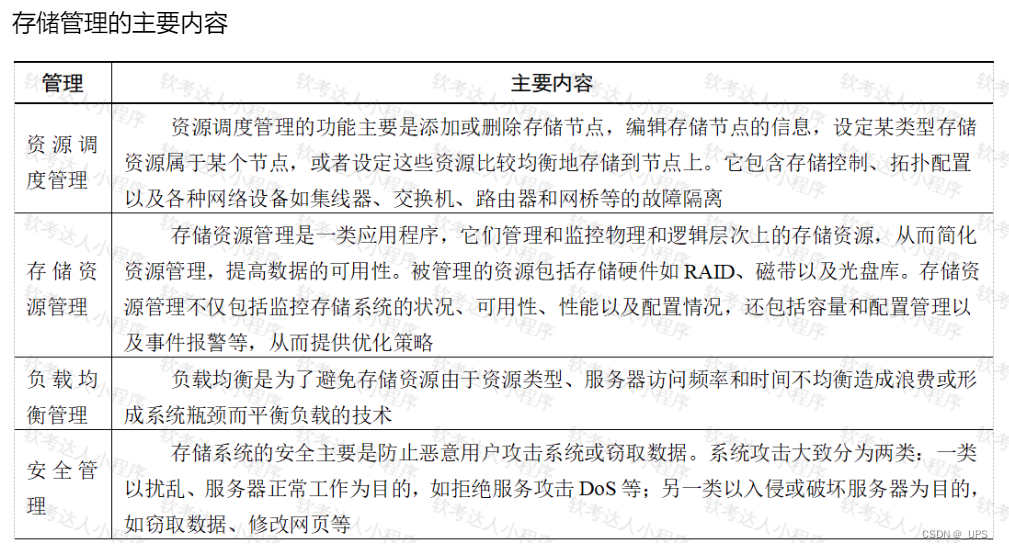 存储管理的主要内容
管理 主要内容
资源调度管理的功能主要是添加或删除存储节点，编辑存储节点的信息，设定某类型存储
资源调
资源属于某个节点，或者设定这些资源比较均衡地存储到节点上。它包含存储控制、拓扑配置
度管理
以及各种网络设备如集线器、交换机、路由器和网桥等的故障隔离
存储资源管理是一类应用程序，它们管理和监控物理和逻辑层次上的存储资源，从而简化
存储资
资源管理，提高数据的可用性。被管理的资源包括存储硬件如 RAID、磁带以及光盘库。存储资
源管理
源管理不仅包括监控存储系统的状况、可用性、性能以及配置情况，还包括容量和配置管理以
及事件报警等，从而提供优化策略
负载均
负载均衡是为了避免存储资源由于资源类型、服务器访问频率和时间不均衡造成浪费或形
衡管理
成系统瓶颈而平衡负载的技术
存储系统的安全主要是防止恶意用户攻击系统或窃取数据。系统攻击大致分为两类：一类
安全管
以扰乱、服务器正常工作为目的，如拒绝服务攻击 DoS 等；另一类以入侵或破坏服务器为目的，
理
如窃取数据、修改网页等
软考达人小程序
CSDN @_UPS_